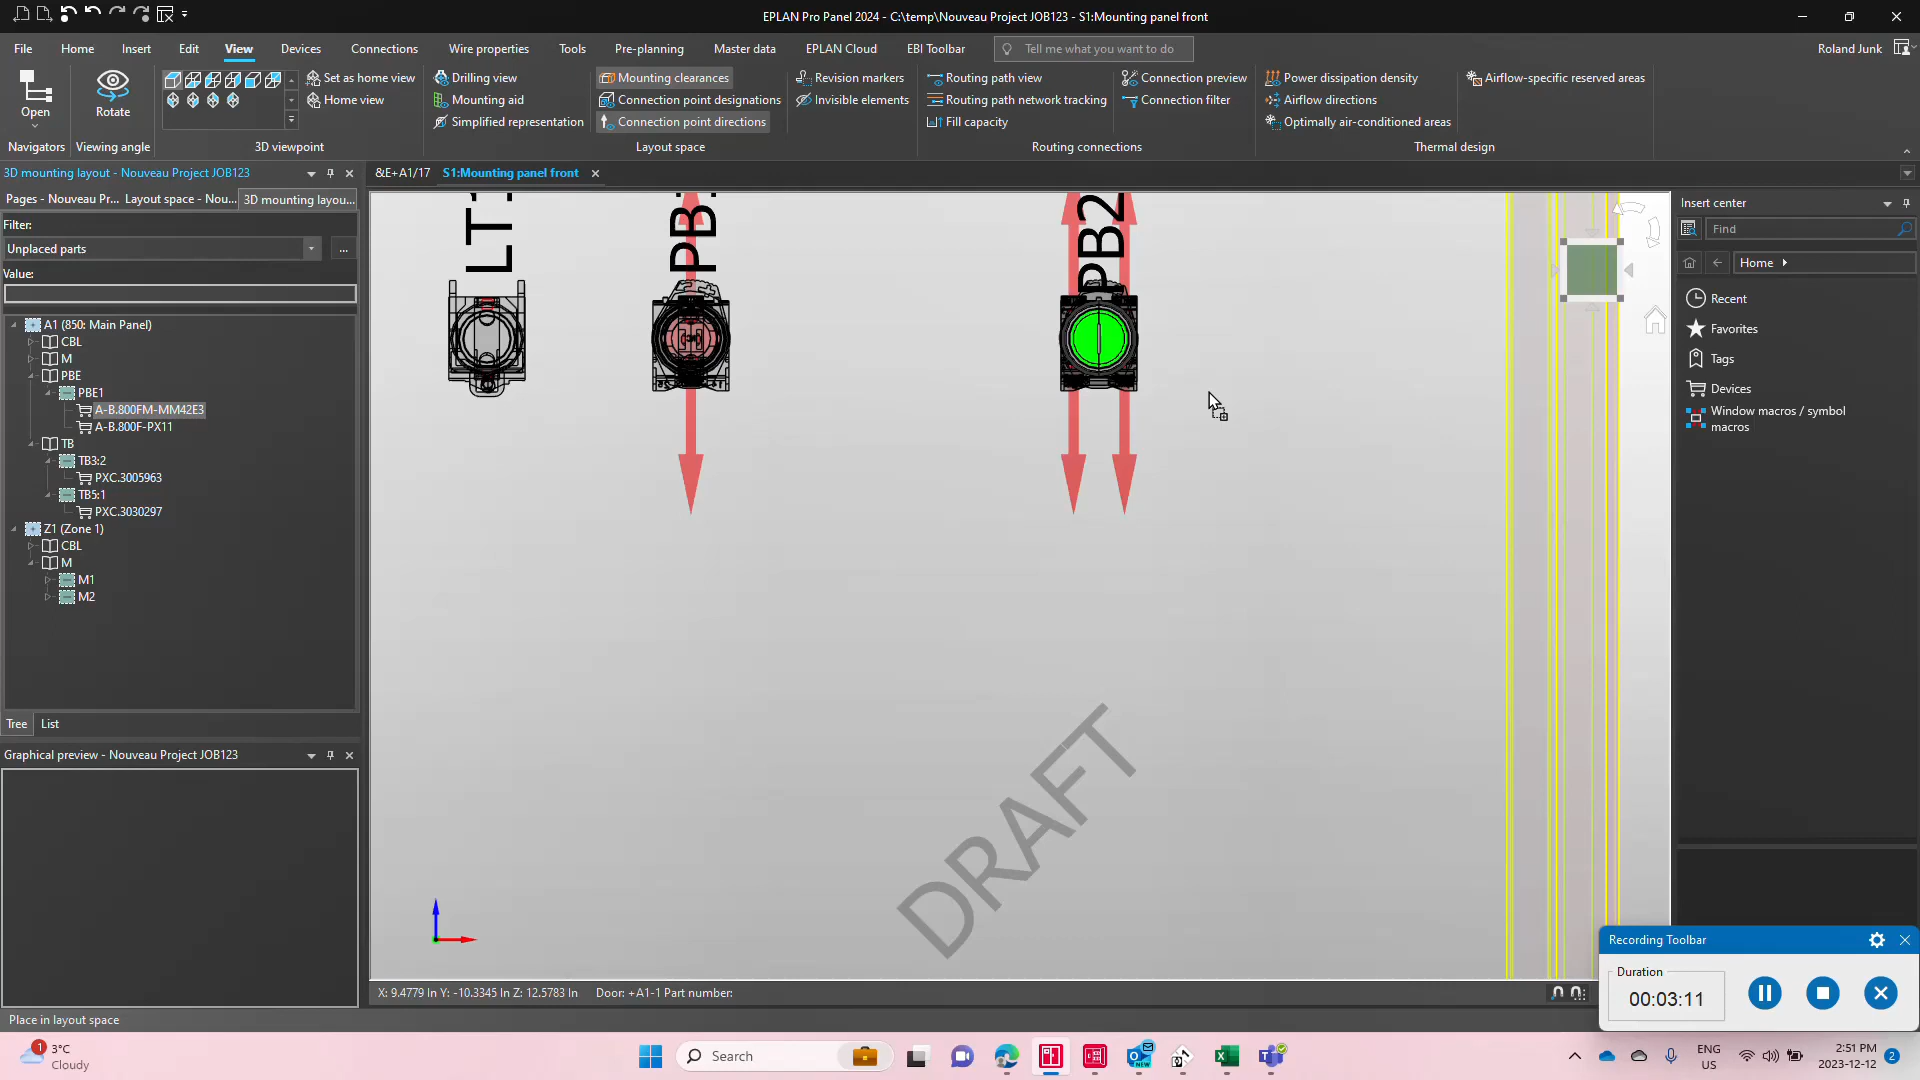 EPLAN Pro Panel 2024 - C:\temp\Nouveau Project JOB123 - S1:Mounting panel front
File Home Insert Edit View Devices Connections Wire properties Tools Pre-planning Master data EPLAN Cloud EBI Toolbar Tell me what you want to do Roland Junk
Open
Rotate
Set as home view
Home view
Drilling view
Mounting aid
Simplified representation
Mounting clearances
Connection point designations
Connection point directions
Revision markers
Invisible elements
Routing path view
Routing path network tracking
Fill capacity
Connection preview
Connection filter
Power dissipation density
Airflow directions
Optimally air-conditioned areas
Airflow-specific reserved areas
Navigators Viewing angle 3D viewpoint Layout space Routing connections Thermal design
3D mounting layout - Nouveau Project JOB123
Pages - Nouveau Pr... Layout space - Nou... 3D mounting layou...
Filter:
Unplaced parts
...
Value:
A1 (850: Main Panel)
CBL
M
PBE
PBE1
A-B.800FM-MM42E3
A-B.800F-PX11
TB
TB3:2
PXC.3005963
TB5:1
PXC.3030297
Z1 (Zone 1)
CBL
M
M1
M2
Tree List
Graphical preview - Nouveau Project JOB123
&E+A1/17 S1:Mounting panel front
PB2
DRAFT
X: 9.4779 In Y: -10.3345 In Z: 12.5783 In Door: +A1-1 Part number:
Insert center
Find
Home
Recent
Favorites
Tags
Devices
Window macros / symbol
macros
Recording Toolbar
Duration
00:03:11
Place in layout space
1
3°C
Cloudy
Search
NEW
ENG
US
2:51 PM
2023-12-12
2